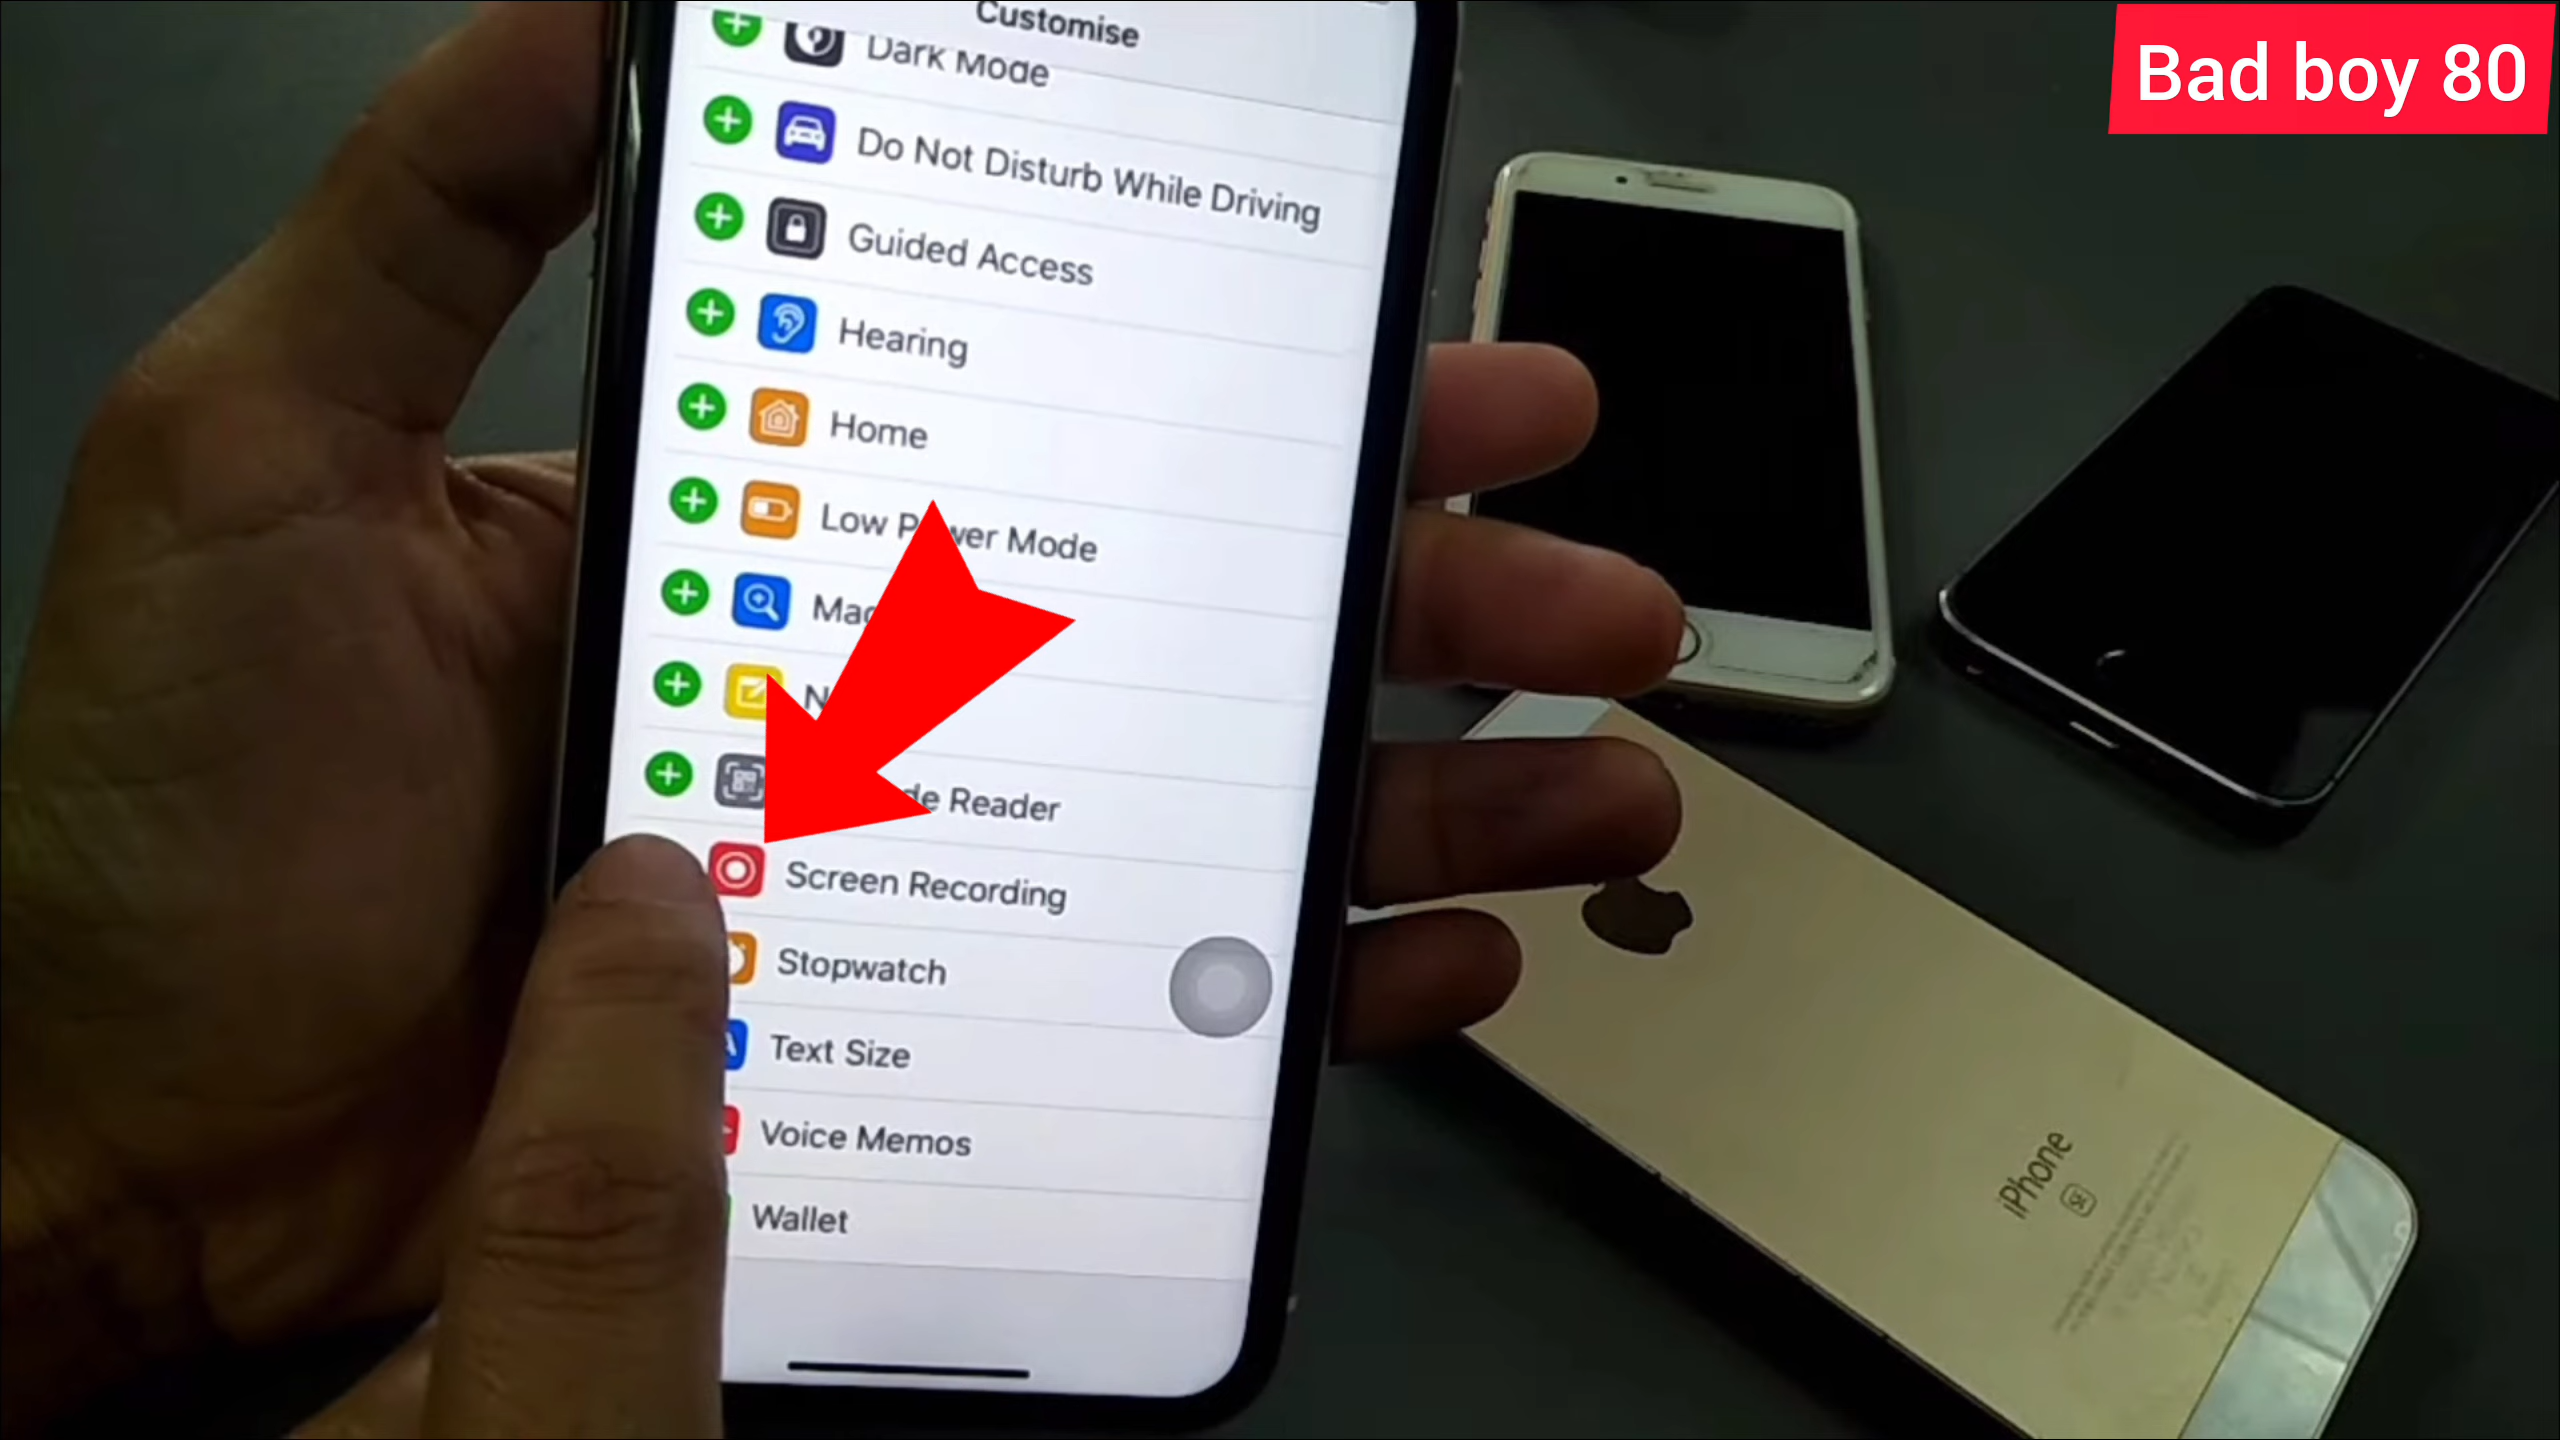 Customise
Bad boy 80
Dark Mode
Do Not Disturb While Driving
Guided Access
Hearing
Home
Low Mode
Reader
Screen Recording
Stopwatch
Text Size
Voice Memos
Wallet
iPhone
SE